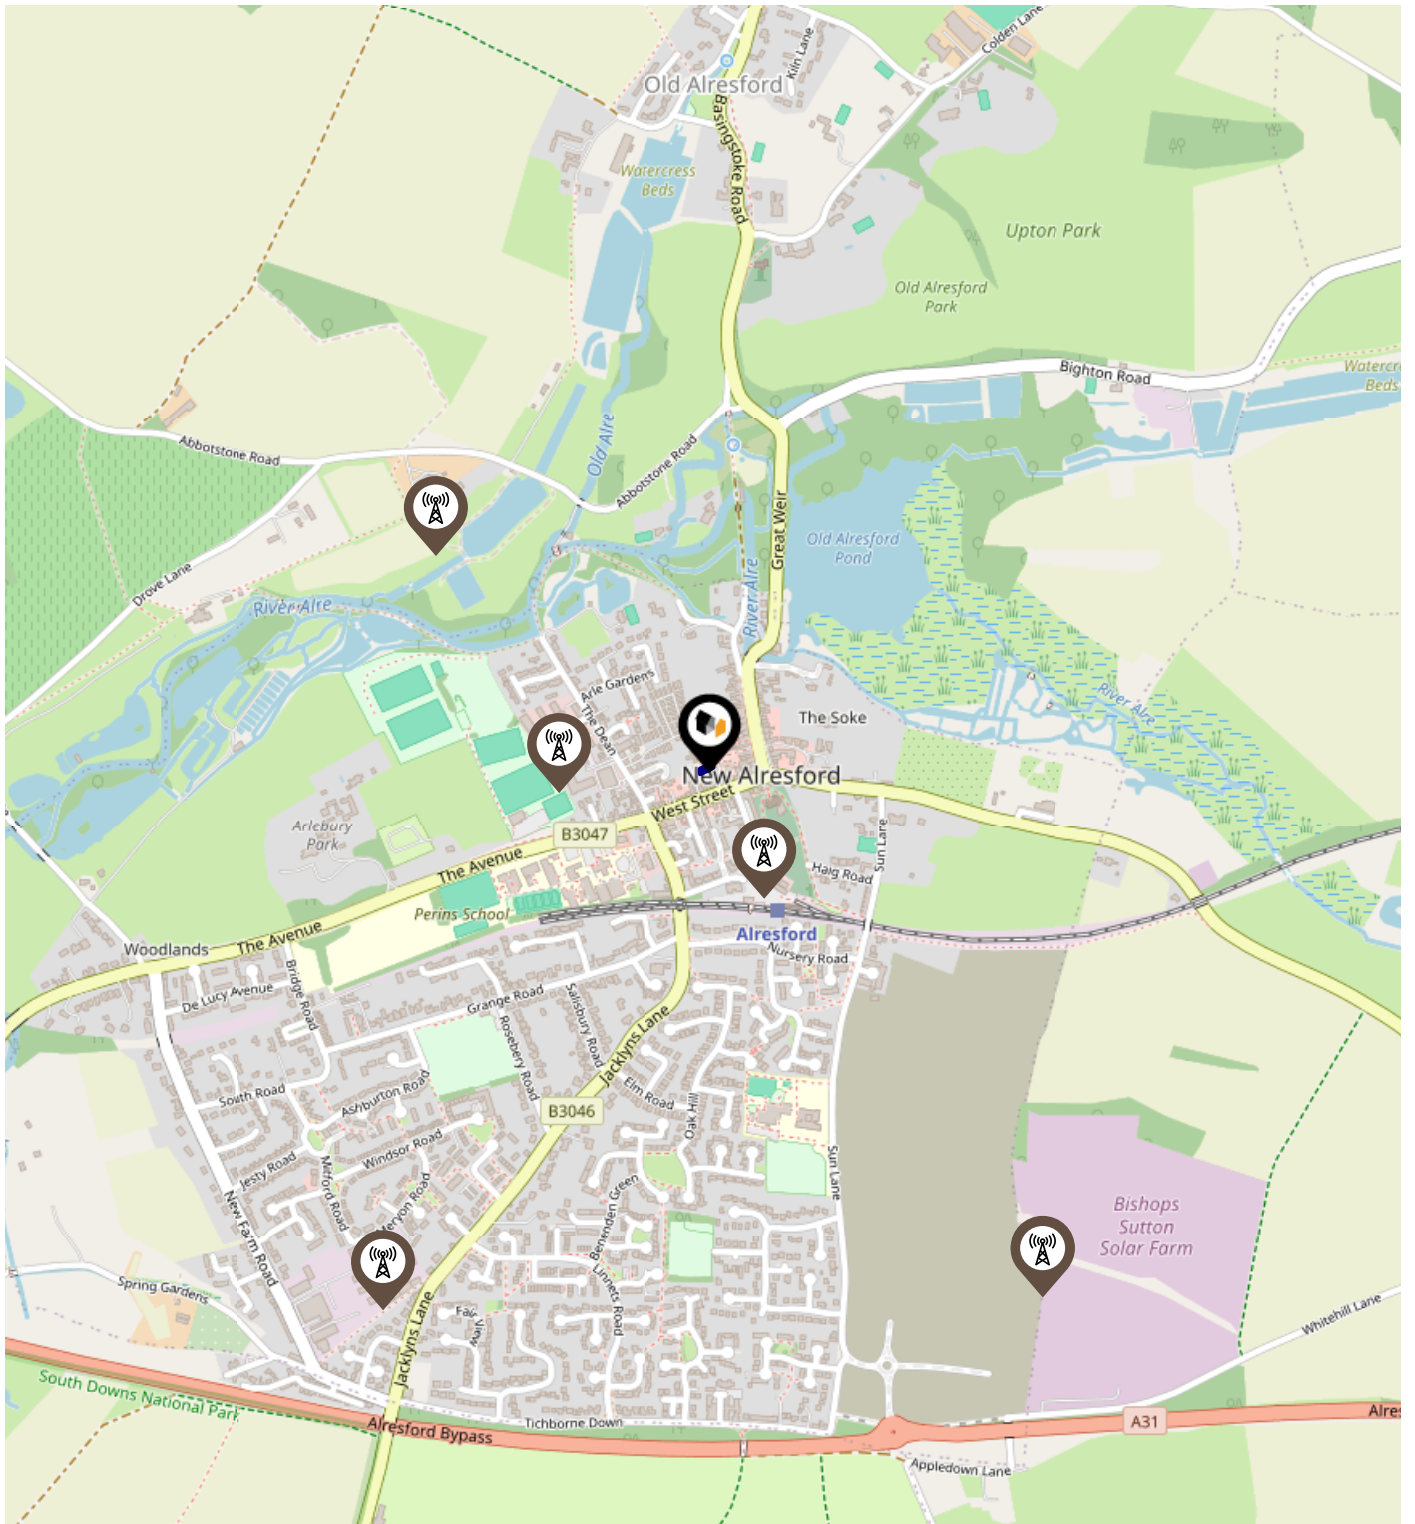 Colden Lane
Kiln Lane
Old Alresford
Basingstoke Road
Watercress
Beds
Upton Park
Old Alresford
Park
Bighton Road
Beds
Abbotstone Road
Old Alre
Abbotstone Road
Great Weir
Old Alresford
Pond
Drove Lane
River Alre
River Alre
Arle Gardens
The Dean
The Soke
River Alre
New Alresford
West Street
B3047
Arlebury
Park
The Avenue
Haig Road
Sun Lane
Perins School
Alresford
Nursery Road
Woodlands
The Avenue
De Lucy Avenue
Bridge Road
Grange Road
Salisbury Road
Rosebery Road
Jacklyns Lane
South Road
Ashburton Road
Elm Road
B3046
Oak Hill
Windsor Road
Jesty Road
Mitford Road
Meryon Road
Sun Lane
New Farm Road
Benenden Green
Bishops
Sutton
Solar Farm
Spring Gardens
Linnets Road
Fair View
Jacklyns Lane
Whitehill Lane
South Downs National Park
Alresford Bypass
Tichborne Down
A31
Alres
Appledown Lane